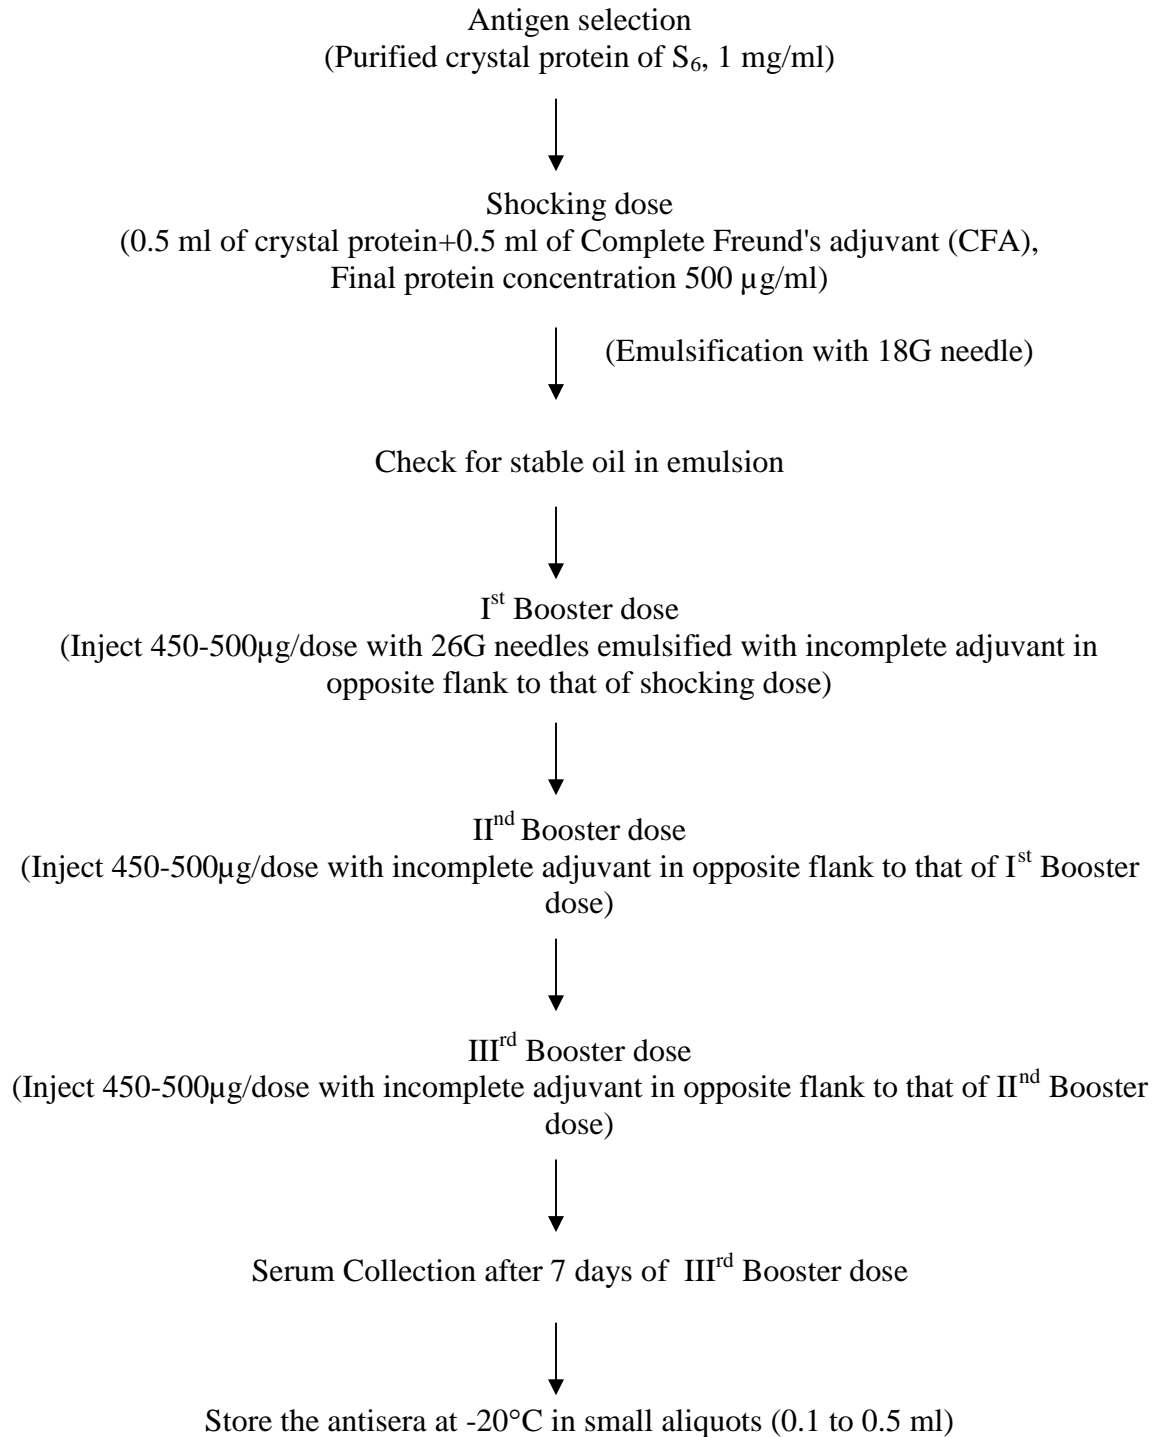 Antigen selection
(Purified crystal protein of S₆, 1 mg/ml)
Shocking dose
(0.5 ml of crystal protein+0.5 ml of Complete Freund's adjuvant (CFA),
Final protein concentration 500 µg/ml)
(Emulsification with 18G needle)
Check for stable oil in emulsion
Iˢᵗ Booster dose
(Inject 450-500µg/dose with 26G needles emulsified with incomplete adjuvant in
opposite flank to that of shocking dose)
IIⁿᵈ Booster dose
(Inject 450-500µg/dose with incomplete adjuvant in opposite flank to that of Iˢᵗ Booster
dose)
IIIʳᵈ Booster dose
(Inject 450-500µg/dose with incomplete adjuvant in opposite flank to that of IIⁿᵈ Booster
dose)
Serum Collection after 7 days of IIIʳᵈ Booster dose
Store the antisera at -20°C in small aliquots (0.1 to 0.5 ml)